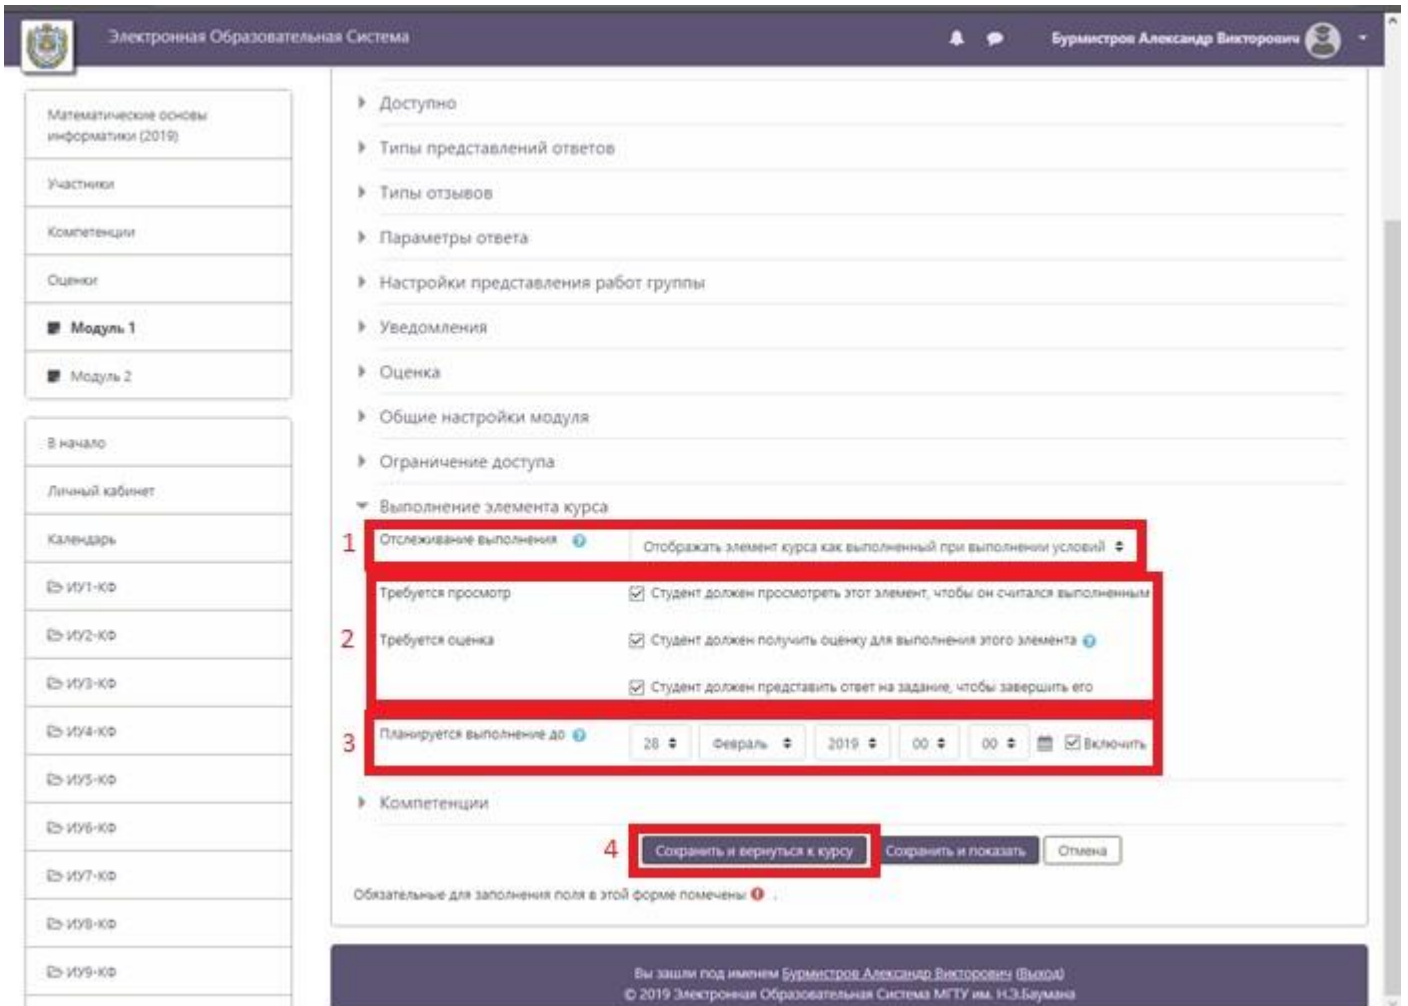 Электронная Образовательная Система
Бурмистров Александр Викторович
Математические основы
информатики (2019)
Участники
Компетенции
Оценки
Модуль 1
Модуль 2
В начало
Личный кабинет
Календарь
ИУ1-КФ
ИУ2-КФ
ИУ3-КФ
ИУ4-КФ
ИУ5-КФ
ИУ6-КФ
ИУ7-КФ
ИУ8-КФ
ИУ9-КФ
Доступно
Типы представлений ответов
Типы отзывов
Параметры ответа
Настройки представления работ группы
Уведомления
Оценка
Общие настройки модуля
Ограничение доступа
Выполнение элемента курса
1 Отслеживание выполнения Отображать элемент курса как выполненный при выполнении условий
Требуется просмотр Студент должен просмотреть этот элемент, чтобы он считался выполненным
2 Требуется оценка Студент должен получить оценку для выполнения этого элемента
Студент должен представить ответ на задание, чтобы завершить его
3 Планируется выполнение до 28 Февраль 2019 00 00 Включить
Компетенции
4 Сохранить и вернуться к курсу Сохранить и показать Отмена
Обязательные для заполнения поля в этой форме помечены .
Вы зашли под именем Бурмистров Александр Викторович (Выход)
© 2019 Электронная Образовательная Система МГТУ им. Н.Э.Баумана